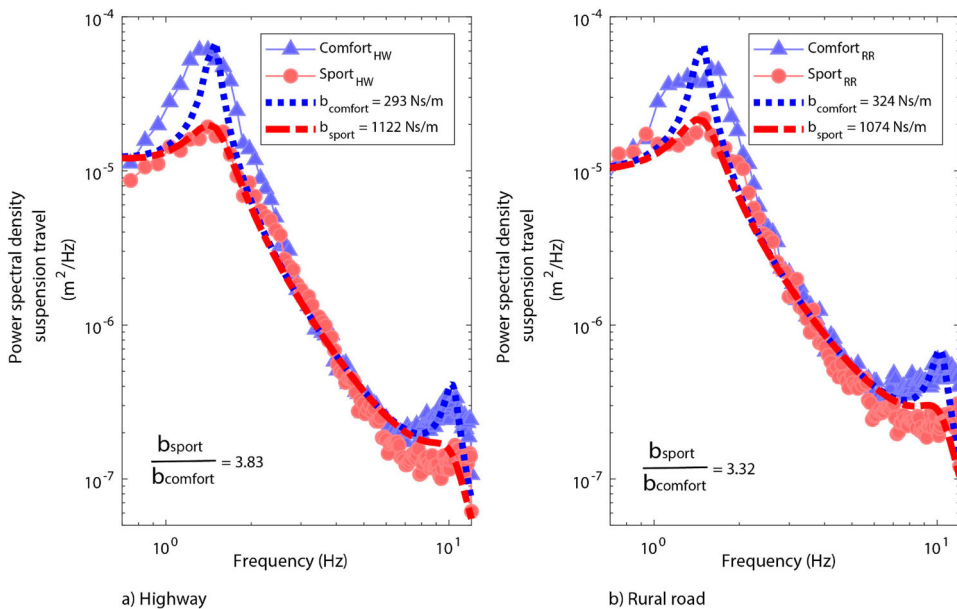 Power spectral density
suspension travel
(m²/Hz)
10⁻⁴
10⁻⁵
10⁻⁶
10⁻⁷
Comfort_HW
Sport_HW
b_comfort = 293 Ns/m
b_sport = 1122 Ns/m
b_sport
b_comfort = 3.83
10⁰
10¹
Frequency (Hz)
a) Highway
Power spectral density
suspension travel
(m²/Hz)
10⁻⁴
10⁻⁵
10⁻⁶
10⁻⁷
Comfort_RR
Sport_RR
b_comfort = 324 Ns/m
b_sport = 1074 Ns/m
b_sport
b_comfort = 3.32
10⁰
10¹
Frequency (Hz)
b) Rural road